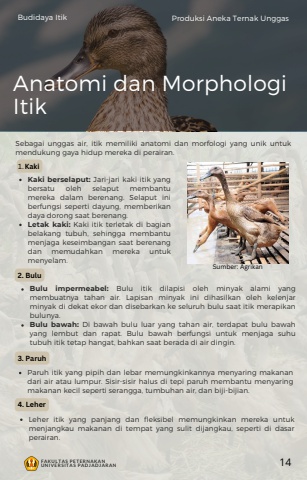 Budidaya Itik
Produksi Aneka Ternak Unggas
Anatomi dan Morphologi
Itik
Sebagai unggas air, itik memiliki anatomi dan morfologi yang unik untuk
mendukung gaya hidup mereka di perairan.
1. Kaki
• Kaki berselaput: Jari-jari kaki itik yang
bersatu oleh selaput membantu
mereka dalam berenang. Selaput ini
berfungsi seperti dayung, memberikan
daya dorong saat berenang.
• Letak kaki: Kaki itik terletak di bagian
belakang tubuh, sehingga membantu
menjaga keseimbangan saat berenang
dan memudahkan mereka untuk
menyelam.
Sumber: Agrikan
2. Bulu
• Bulu impermeabel: Bulu itik dilapisi oleh minyak alami yang
membuatnya tahan air. Lapisan minyak ini dihasilkan oleh kelenjar
minyak di dekat ekor dan disebarkan ke seluruh bulu saat itik merapikan
bulunya.
• Bulu bawah: Di bawah bulu luar yang tahan air, terdapat bulu bawah
yang lembut dan rapat. Bulu bawah berfungsi untuk menjaga suhu
tubuh itik tetap hangat, bahkan saat berada di air dingin.
3. Paruh
• Paruh itik yang pipih dan lebar memungkinkannya menyaring makanan
dari air atau lumpur. Sisir-sisir halus di tepi paruh membantu menyaring
makanan kecil seperti serangga, tumbuhan air, dan biji-bijian.
4. Leher
• Leher itik yang panjang dan fleksibel memungkinkan mereka untuk
menjangkau makanan di tempat yang sulit dijangkau, seperti di dasar
perairan.
FAKULTAS PETERNAKAN
UNIVERSITAS PADJADJARAN
14